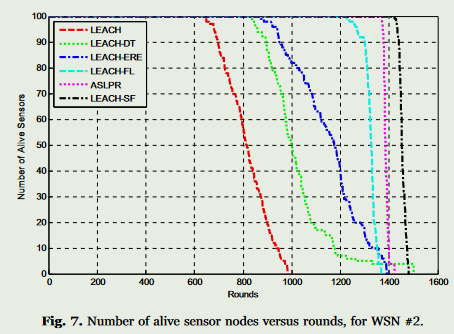 100
90
80
70
60
50
40
30
20
10
0
Number of Alive Sensors
LEACH
LEACH-DT
LEACH-ERE
LEACH-FL
ASLPR
LEACH-SF
0 200 400 600 800 1000 1200 1400 1600
Rounds
Fig. 7. Number of alive sensor nodes versus rounds, for WSN #2.